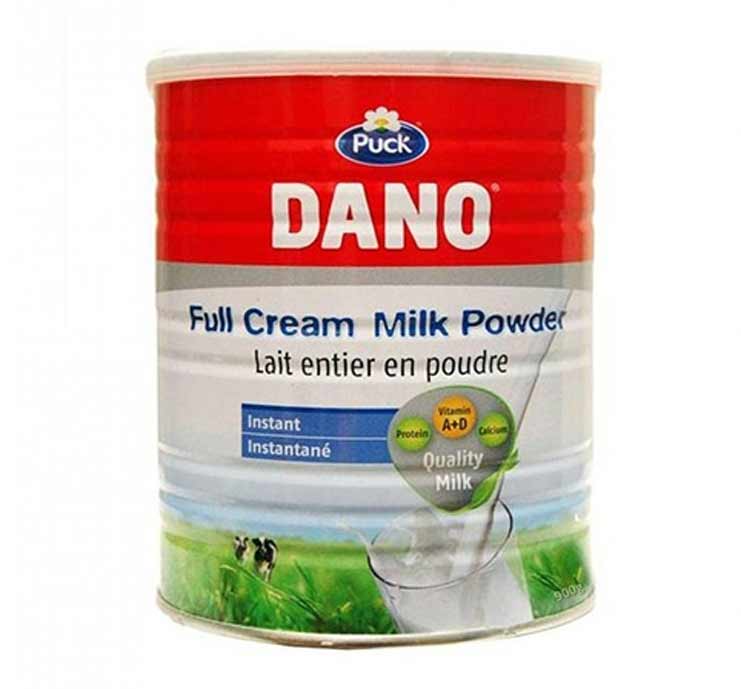 Puck
DANO®
Full Cream Milk Powder
Lait entier en poudre
Instant
Instantané
Protein
Vitamin
A+D
Calcium
Quality
Milk
900g